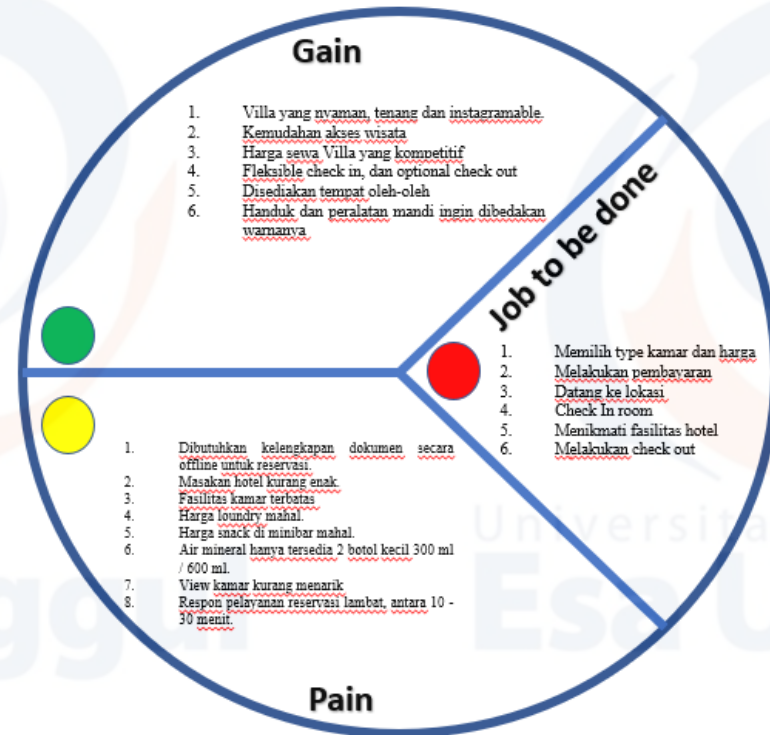 Gain
1. Villa yang nyaman, tenang dan instagramable.
2. Kemudahan akses wisata
3. Harga sewa Villa yang kompetitif
4. Fleksible check in, dan optional check out
5. Disediakan tempat oleh-oleh
6. Handuk dan peralatan mandi ingin dibedakan
warnanya
Job to be done
1. Memilih type kamar dan harga
2. Melakukan pembayaran
3. Datang ke lokasi
4. Check In room
5. Menikmati fasilitas hotel
6. Melakukan check out
1. Dibutuhkan kelengkapan dokumen secara
offline untuk reservasi.
2. Masakan hotel kurang enak.
3. Fasilitas kamar terbatas
4. Harga loundry mahal.
5. Harga snack di minibar mahal.
6. Air mineral hanya tersedia 2 botol kecil 300 ml
/ 600 ml.
7. View kamar kurang menarik
8. Respon pelayanan reservasi lambat, antara 10 -
30 menit.
Pain
Universita
ggul
Esa U